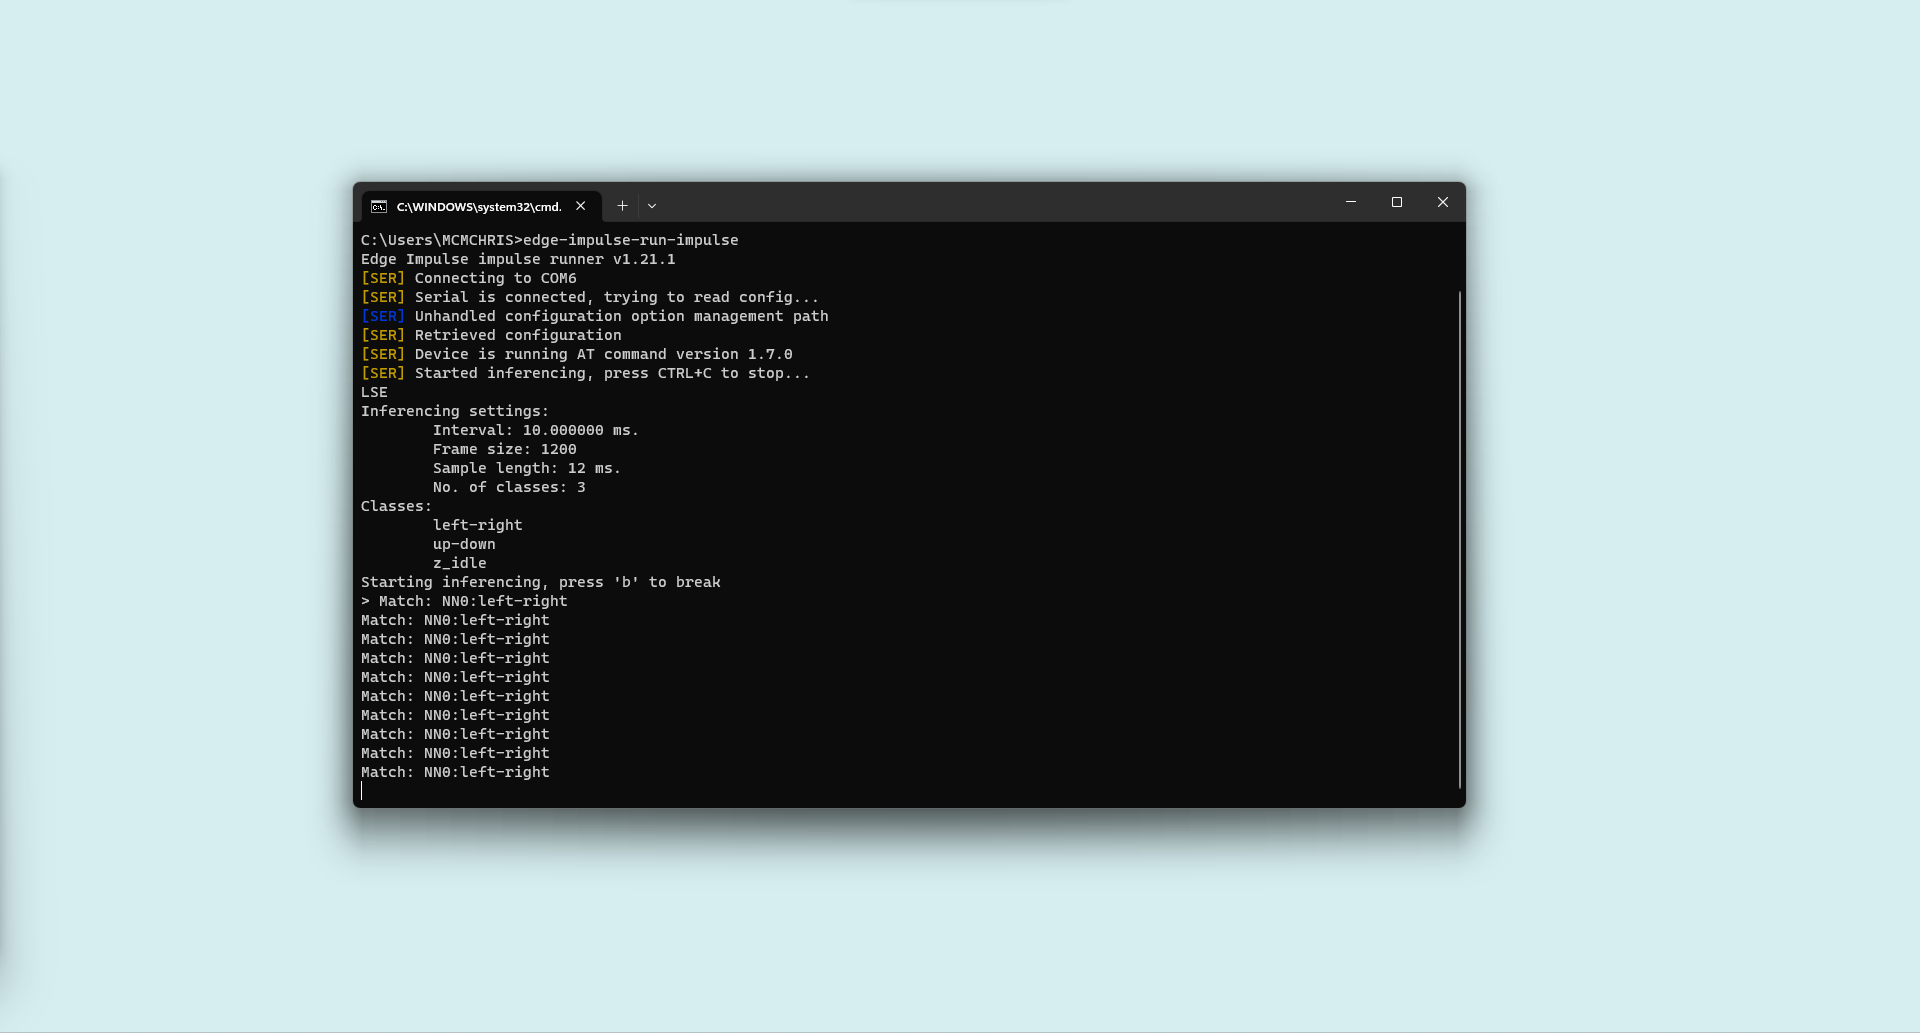 C:\WINDOWS\system32\cmd.
C:\Users\MCMCHRIS>edge-impulse-run-impulse
Edge Impulse impulse runner v1.21.1
[SER] Connecting to COM6
[SER] Serial is connected, trying to read config...
[SER] Unhandled configuration option management path
[SER] Retrieved configuration
[SER] Device is running AT command version 1.7.0
[SER] Started inferencing, press CTRL+C to stop...
LSE
Inferencing settings:
Interval: 10.000000 ms.
Frame size: 1200
Sample length: 12 ms.
No. of classes: 3
Classes:
left-right
up-down
z_idle
Starting inferencing, press 'b' to break
> Match: NN0:left-right
Match: NN0:left-right
Match: NN0:left-right
Match: NN0:left-right
Match: NN0:left-right
Match: NN0:left-right
Match: NN0:left-right
Match: NN0:left-right
Match: NN0:left-right
Match: NN0:left-right